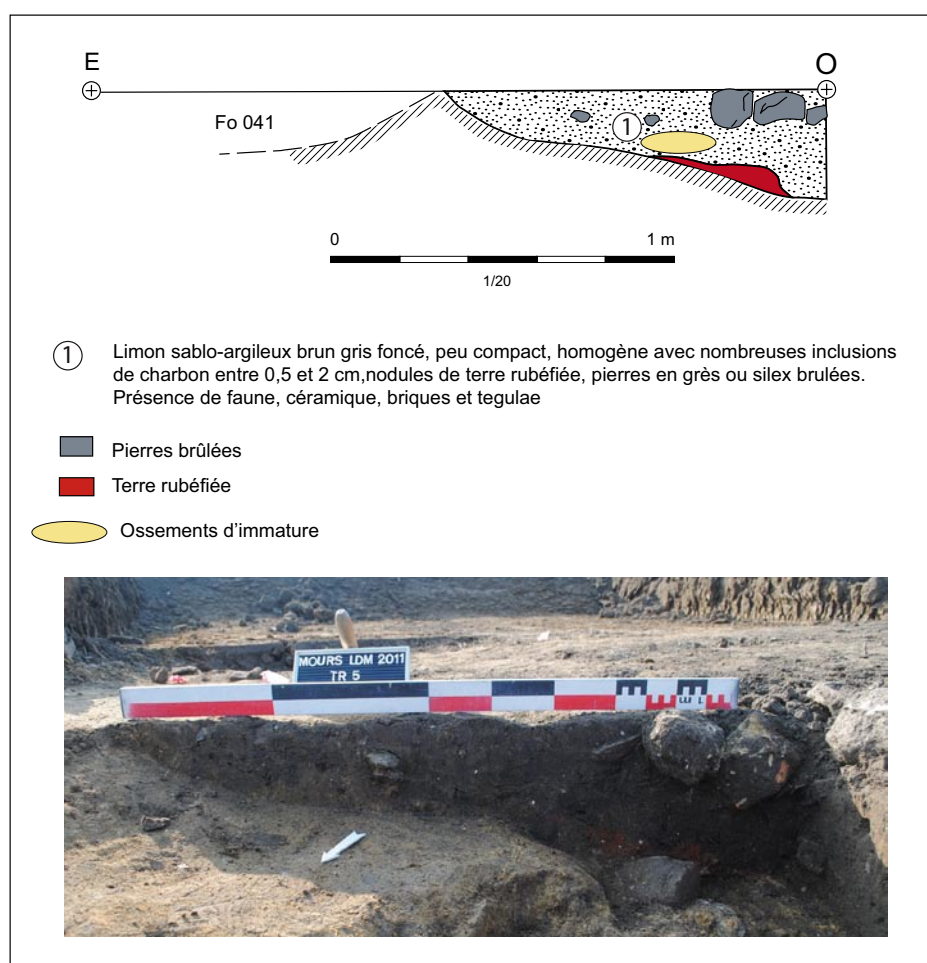 E
O
Fo 041
1
0
1 m
1/20
1
Limon sablo-argileux brun gris foncé, peu compact, homogène avec nombreuses inclusions
de charbon entre 0,5 et 2 cm,nodules de terre rubéfiée, pierres en grès ou silex brulées.
Présence de faune, céramique, briques et tegulae
Pierres brûlées
Terre rubéfiée
Ossements d’immature
MOURS LDM 2011
TR 5
1 m